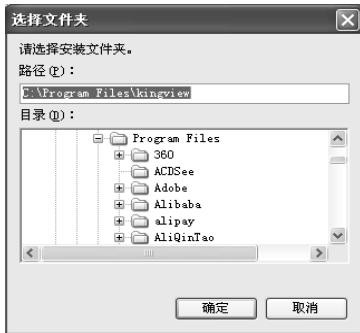 选择文件夹
请选择安装文件夹。
路径(P)：
C:\Program Files\kingview
目录(D)：
Program Files
360
ACDSee
Adobe
Alibaba
alipay
AliQinTao
确定
取消